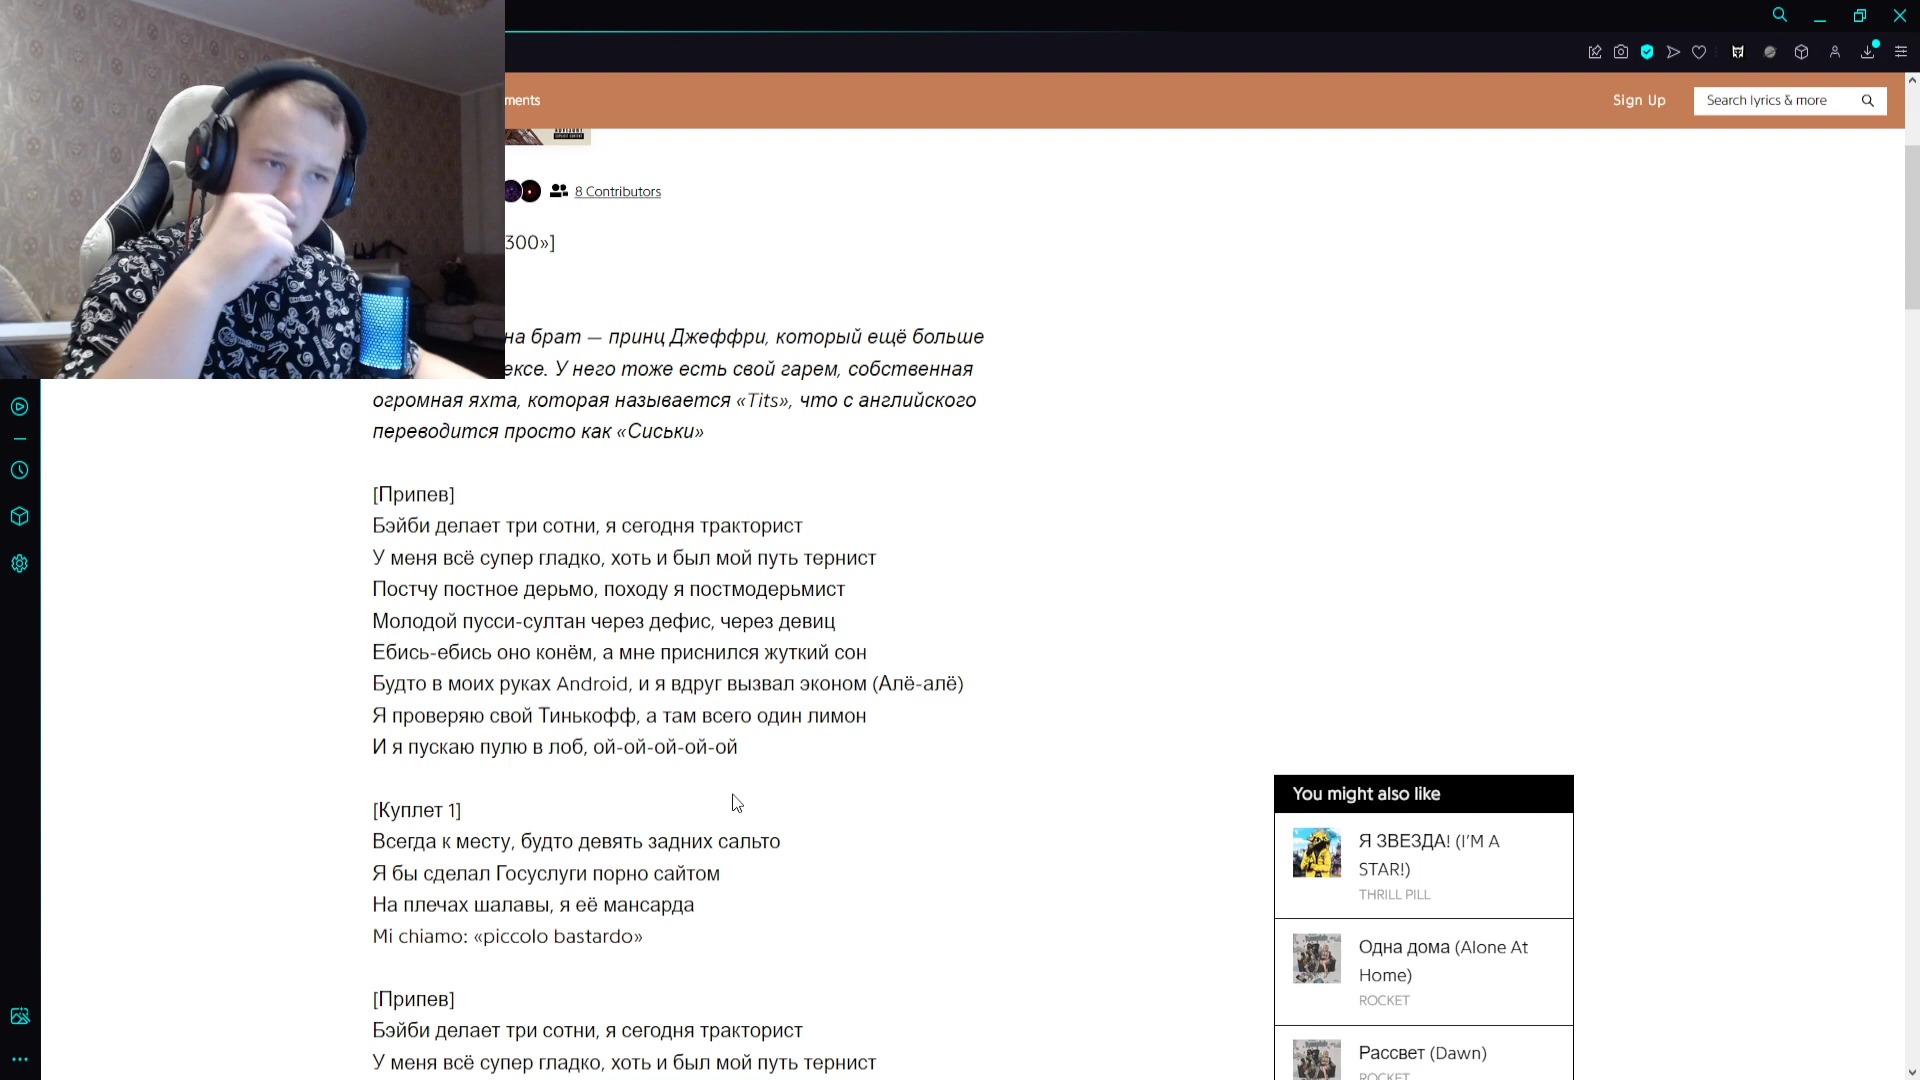 ments
Sign Up
Search lyrics & more
8 Contributors
300»]
на брат — принц Джеффри, который ещё больше
ексе. У него тоже есть свой гарем, собственная
огромная яхта, которая называется «Tits», что с английского
переводится просто как «Сиськи»
[Припев]
Бэйби делает три сотни, я сегодня тракторист
У меня всё супер гладко, хоть и был мой путь тернист
Постчу постное дерьмо, походу я постмодерьмист
Молодой пусси-султан через дефис, через девиц
Ебись-ебись оно конём, а мне приснился жуткий сон
Будто в моих руках Android, и я вдруг вызвал эконом (Алё-алё)
Я проверяю свой Тинькофф, а там всего один лимон
И я пускаю пулю в лоб, ой-ой-ой-ой-ой
[Куплет 1]
Всегда к месту, будто девять задних сальто
Я бы сделал Госуслуги порно сайтом
На плечах шалавы, я её мансарда
Mi chiamo: «piccolo bastardo»
[Припев]
Бэйби делает три сотни, я сегодня тракторист
У меня всё супер гладко, хоть и был мой путь тернист
You might also like
Я ЗВЕЗДА! (I'M A
STAR!)
THRILL PILL
Одна дома (Alone At
Home)
ROCKET
Рассвет (Dawn)
ROCKET